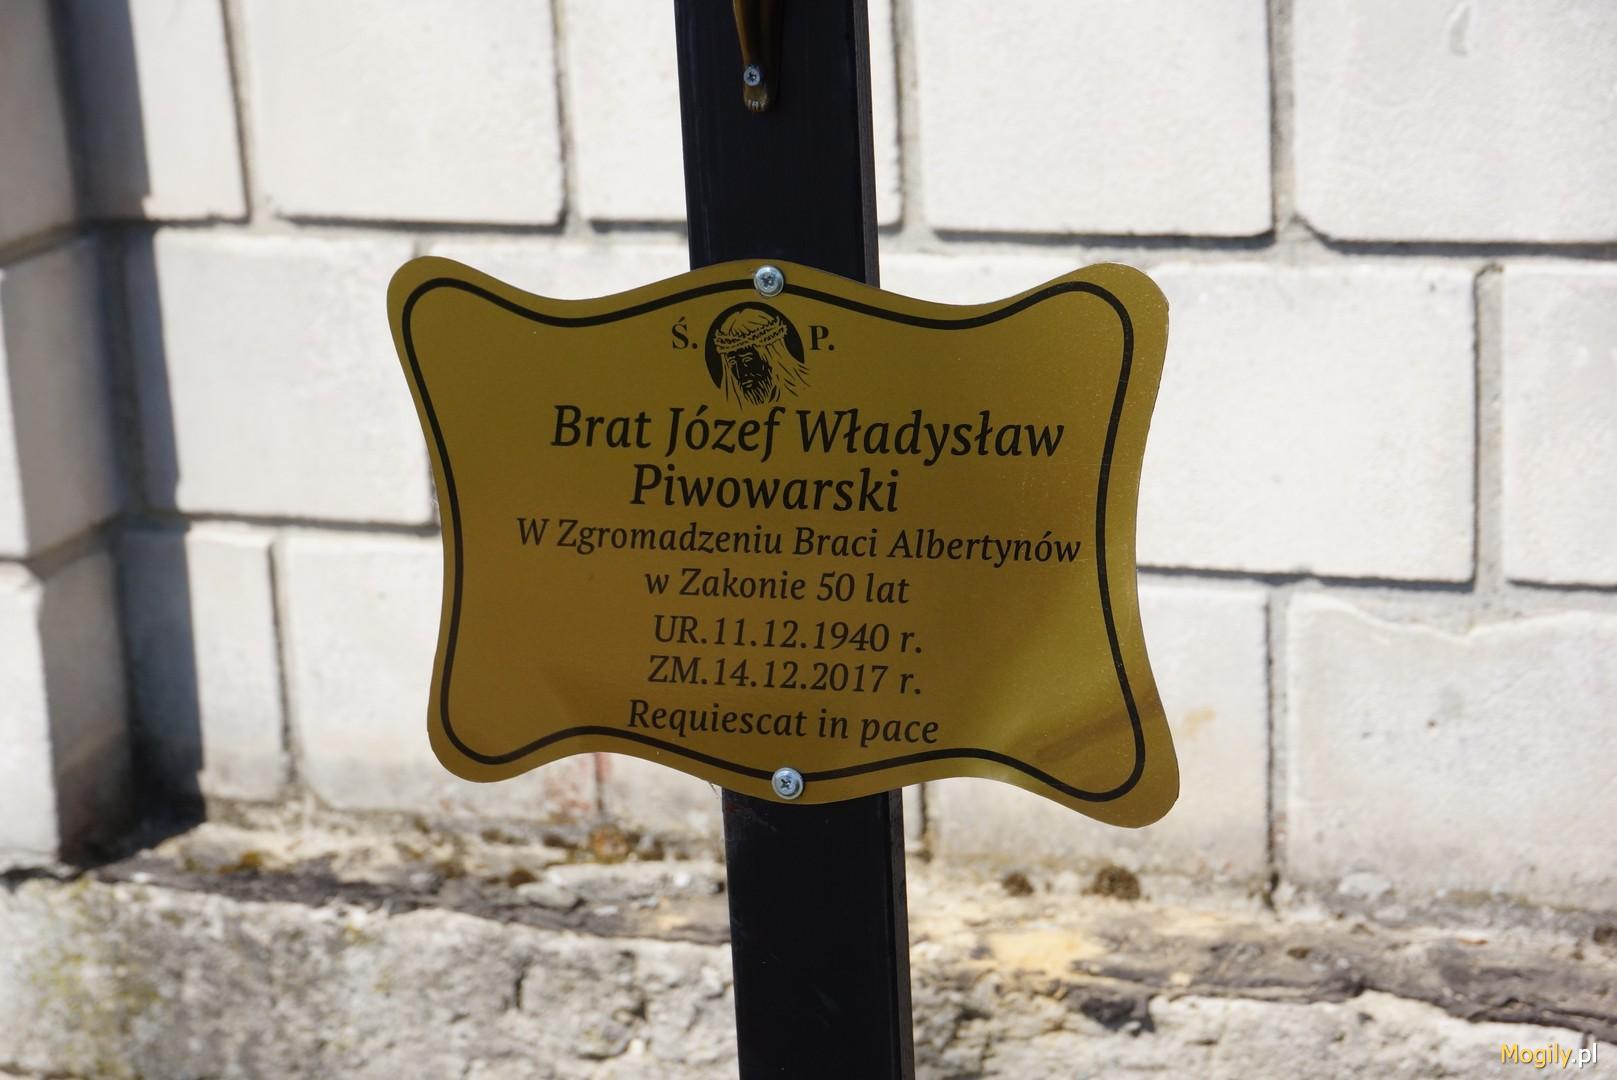 Ś. P.
Brat Józef Władysław
Piwowarski
W Zgromadzeniu Braci Albertynów
w Zakonie 50 lat
UR.11.12.1940 r.
ZM.14.12.2017 r.
Requiescat in pace
Mogily.pl